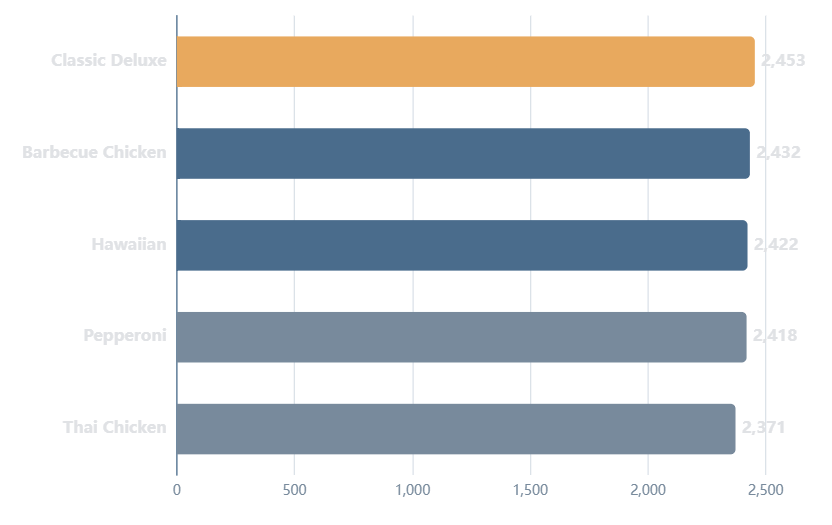 Classic Deluxe 2,453
Barbecue Chicken 2,432
Hawaiian 2,422
Pepperoni 2,418
Thai Chicken 2,371
0 500 1,000 1,500 2,000 2,500